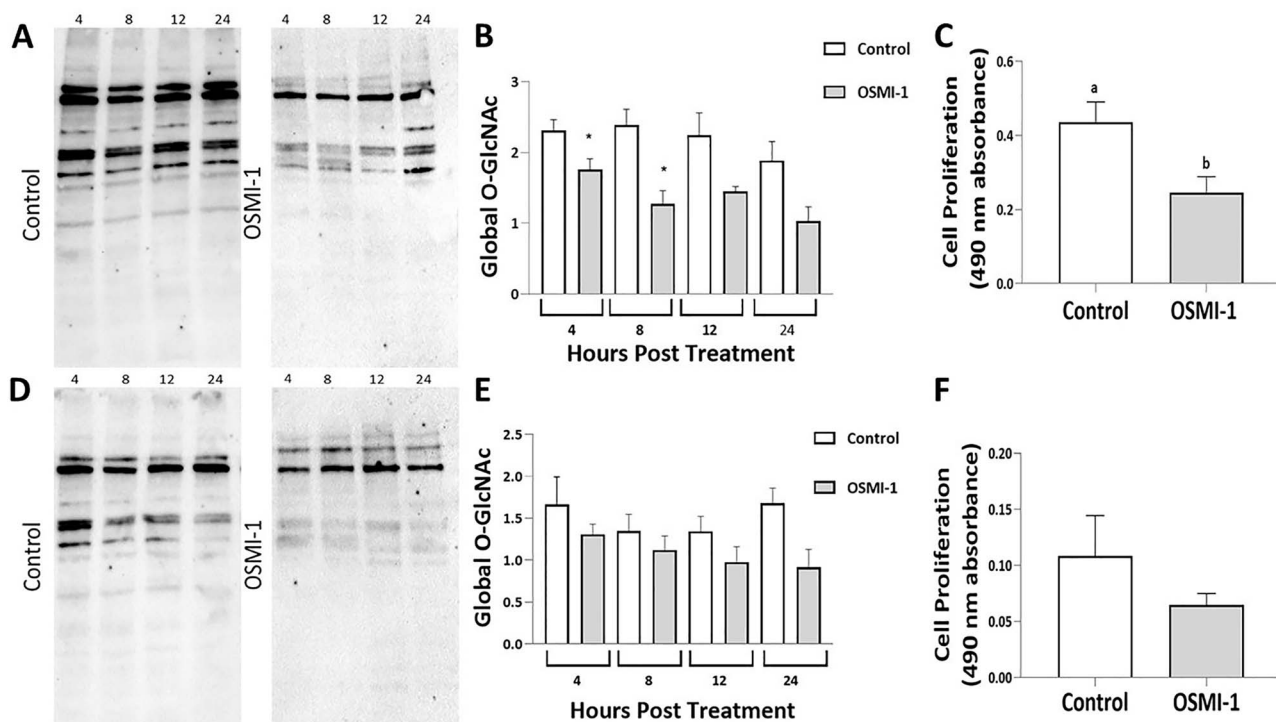 A
4 8 12 24
4 8 12 24
Control
OSMI-1
B
Control
OSMI-1
Global O-GlcNAc
3
2
1
0
*
*
4 8 12 24
Hours Post Treatment
C
Cell Proliferation
(490 nm absorbance)
0.6
0.4
0.2
0.0
a
b
Control OSMI-1
D
4 8 12 24
4 8 12 24
Control
OSMI-1
E
Control
OSMI-1
Global O-GlcNAc
2.5
2.0
1.5
1.0
0.5
0.0
4 8 12 24
Hours Post Treatment
F
Cell Proliferation
(490 nm absorbance)
0.20
0.15
0.10
0.05
0.00
Control OSMI-1